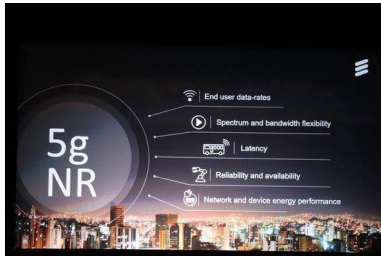 5g
NR
End user data-rates
Spectrum and bandwidth flexibility
Latency
Reliability and availability
Network and device energy performance